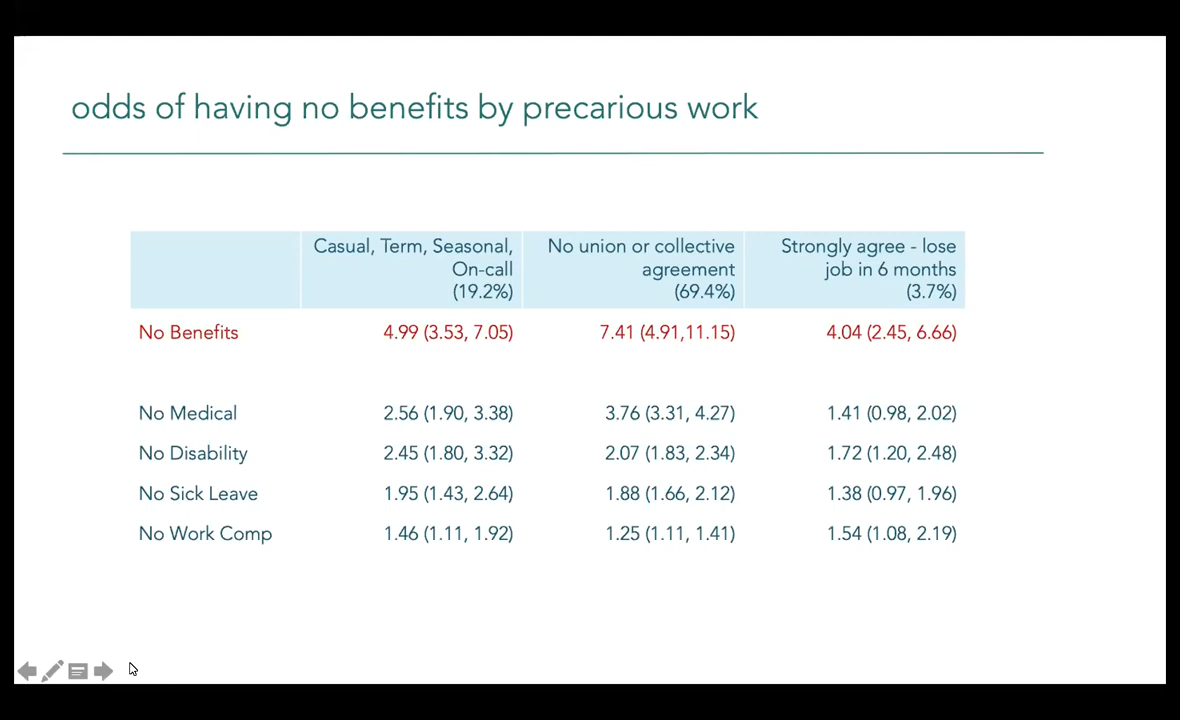 odds of having no benefits by precarious work
Casual, Term, Seasonal, On-call (19.2%) No union or collective agreement (69.4%) Strongly agree - lose job in 6 months (3.7%)
No Benefits 4.99 (3.53, 7.05) 7.41 (4.91,11.15) 4.04 (2.45, 6.66)
No Medical 2.56 (1.90, 3.38) 3.76 (3.31, 4.27) 1.41 (0.98, 2.02)
No Disability 2.45 (1.80, 3.32) 2.07 (1.83, 2.34) 1.72 (1.20, 2.48)
No Sick Leave 1.95 (1.43, 2.64) 1.88 (1.66, 2.12) 1.38 (0.97, 1.96)
No Work Comp 1.46 (1.11, 1.92) 1.25 (1.11, 1.41) 1.54 (1.08, 2.19)